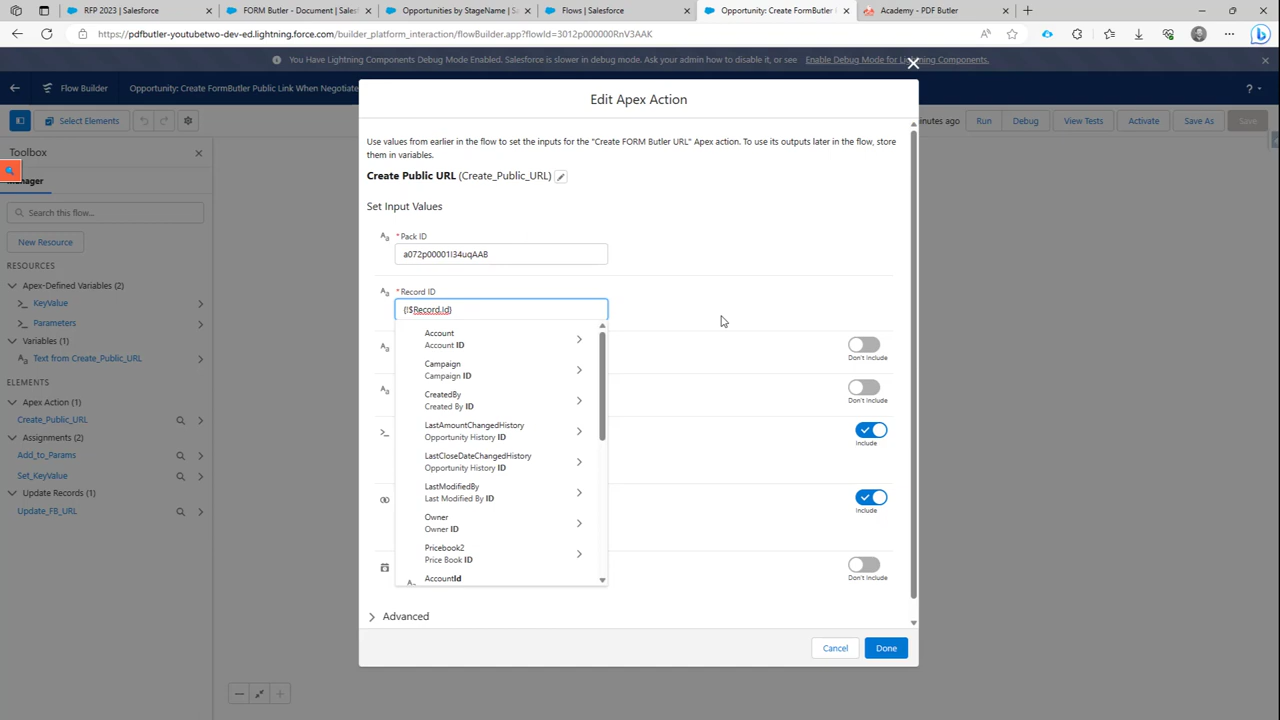 RFP 2023 | Salesforce
FORM Butler - Document | Sales
Opportunities by StageName | S
Flows | Salesforce
Opportunity: Create FormButler
Academy - PDF Butler
https://pdfbutler-youtubetwo-dev-ed.lightning.force.com/builder_platform_interaction/flowBuilder.app?flowId=3012p000000RnV3AAK
You Have Lightning Components Debug Mode Enabled. Salesforce is slower in debug mode. Ask your admin how to disable it, or see Enable Debug Mode for Lightning Components.
Flow Builder
Opportunity: Create FormButler Public Link When Negotiate
?
Select Elements
minutes ago
Run
Debug
View Tests
Activate
Save As
Save
Toolbox
Manager
Search this flow...
New Resource
RESOURCES
Apex-Defined Variables (2)
KeyValue
Parameters
Variables (1)
Text from Create_Public_URL
ELEMENTS
Apex Action (1)
Create_Public_URL
Assignments (2)
Add_to_Params
Set_KeyValue
Update Records (1)
Update_FB_URL
Edit Apex Action
Use values from earlier in the flow to set the inputs for the "Create FORM Butler URL" Apex action. To use its outputs later in the flow, store
them in variables.
Create Public URL (Create_Public_URL)
Set Input Values
Aa
* Pack ID
a072p00001I34uqAAB
Aa
* Record ID
{!$Record.Id}
Account
Account ID
Campaign
Campaign ID
CreatedBy
Created By ID
LastAmountChangedHistory
Opportunity History ID
LastCloseDateChangedHistory
Opportunity History ID
LastModifiedBy
Last Modified By ID
Owner
Owner ID
Pricebook2
Price Book ID
AccountId
Aa
Don't Include
Aa
Don't Include
Include
Include
Don't Include
Advanced
Cancel
Done